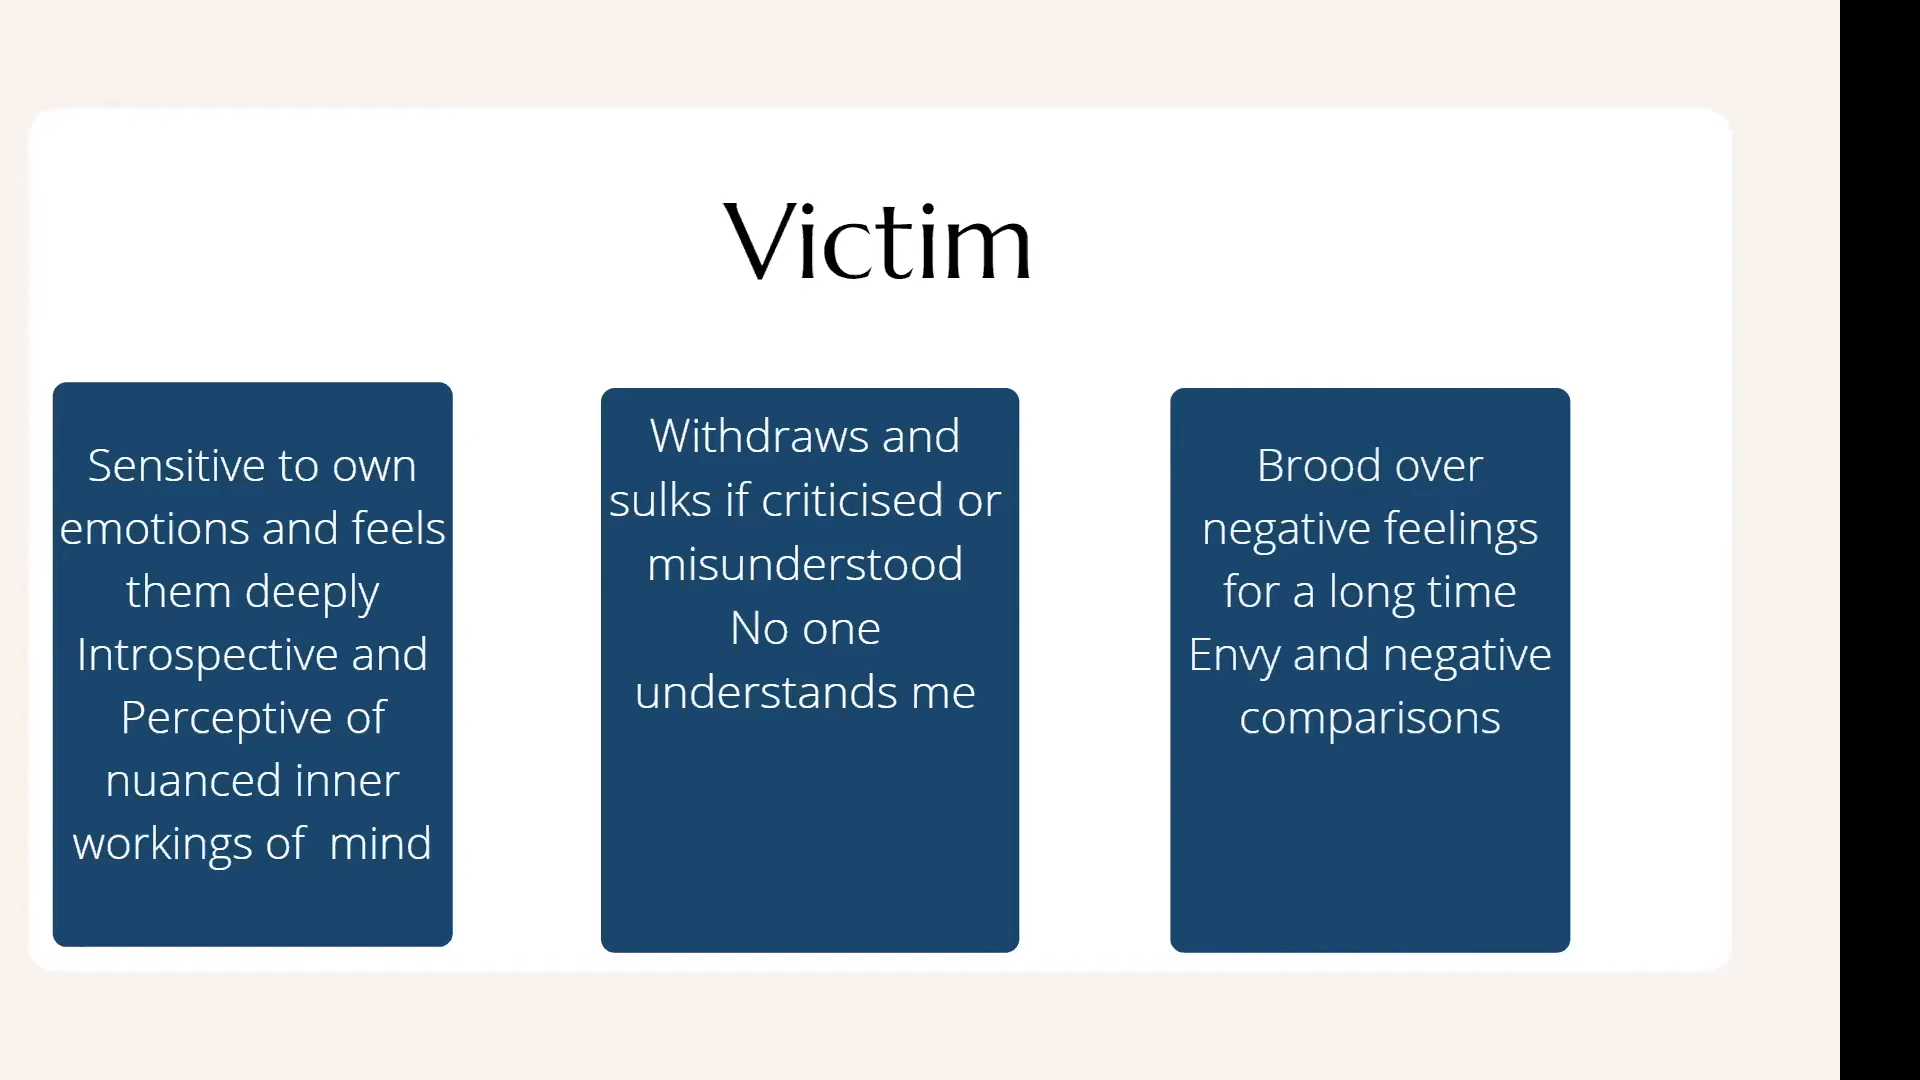 Victim
Sensitive to own
emotions and feels
them deeply
Introspective and
Perceptive of
nuanced inner
workings of  mind
Withdraws and
sulks if criticised or
misunderstood
No one
understands me
Brood over
negative feelings
for a long time
Envy and negative
comparisons